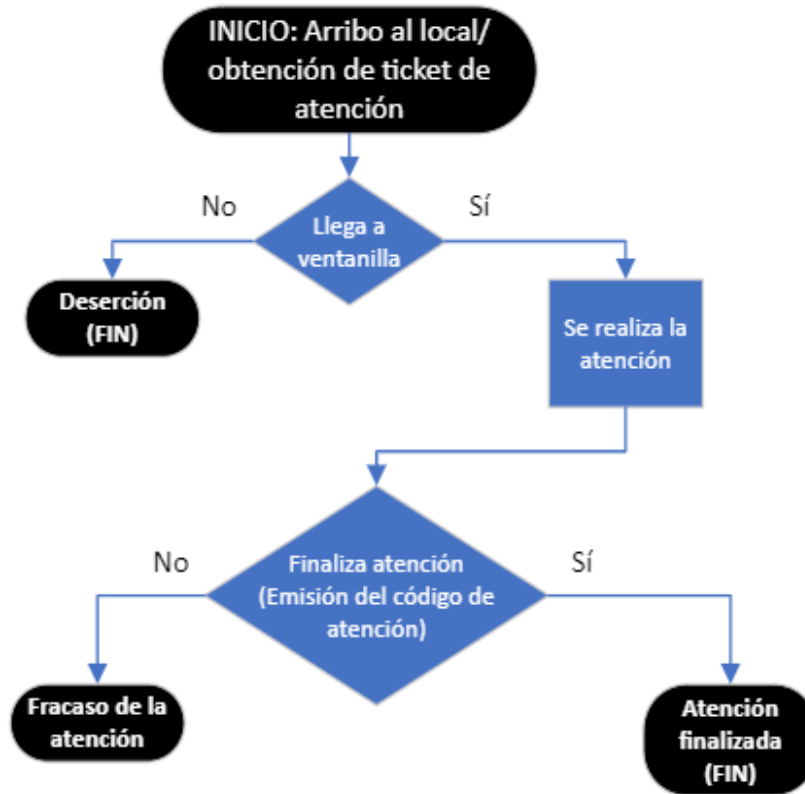 INICIO: Arribo al local/
obtención de ticket de
atención
No
Sí
Llega a
ventanilla
Deserción
(FIN)
Se realiza la
atención
No
Sí
Finaliza atención
(Emisión del código de
atención)
Fracaso de la
atención
Atención
finalizada
(FIN)